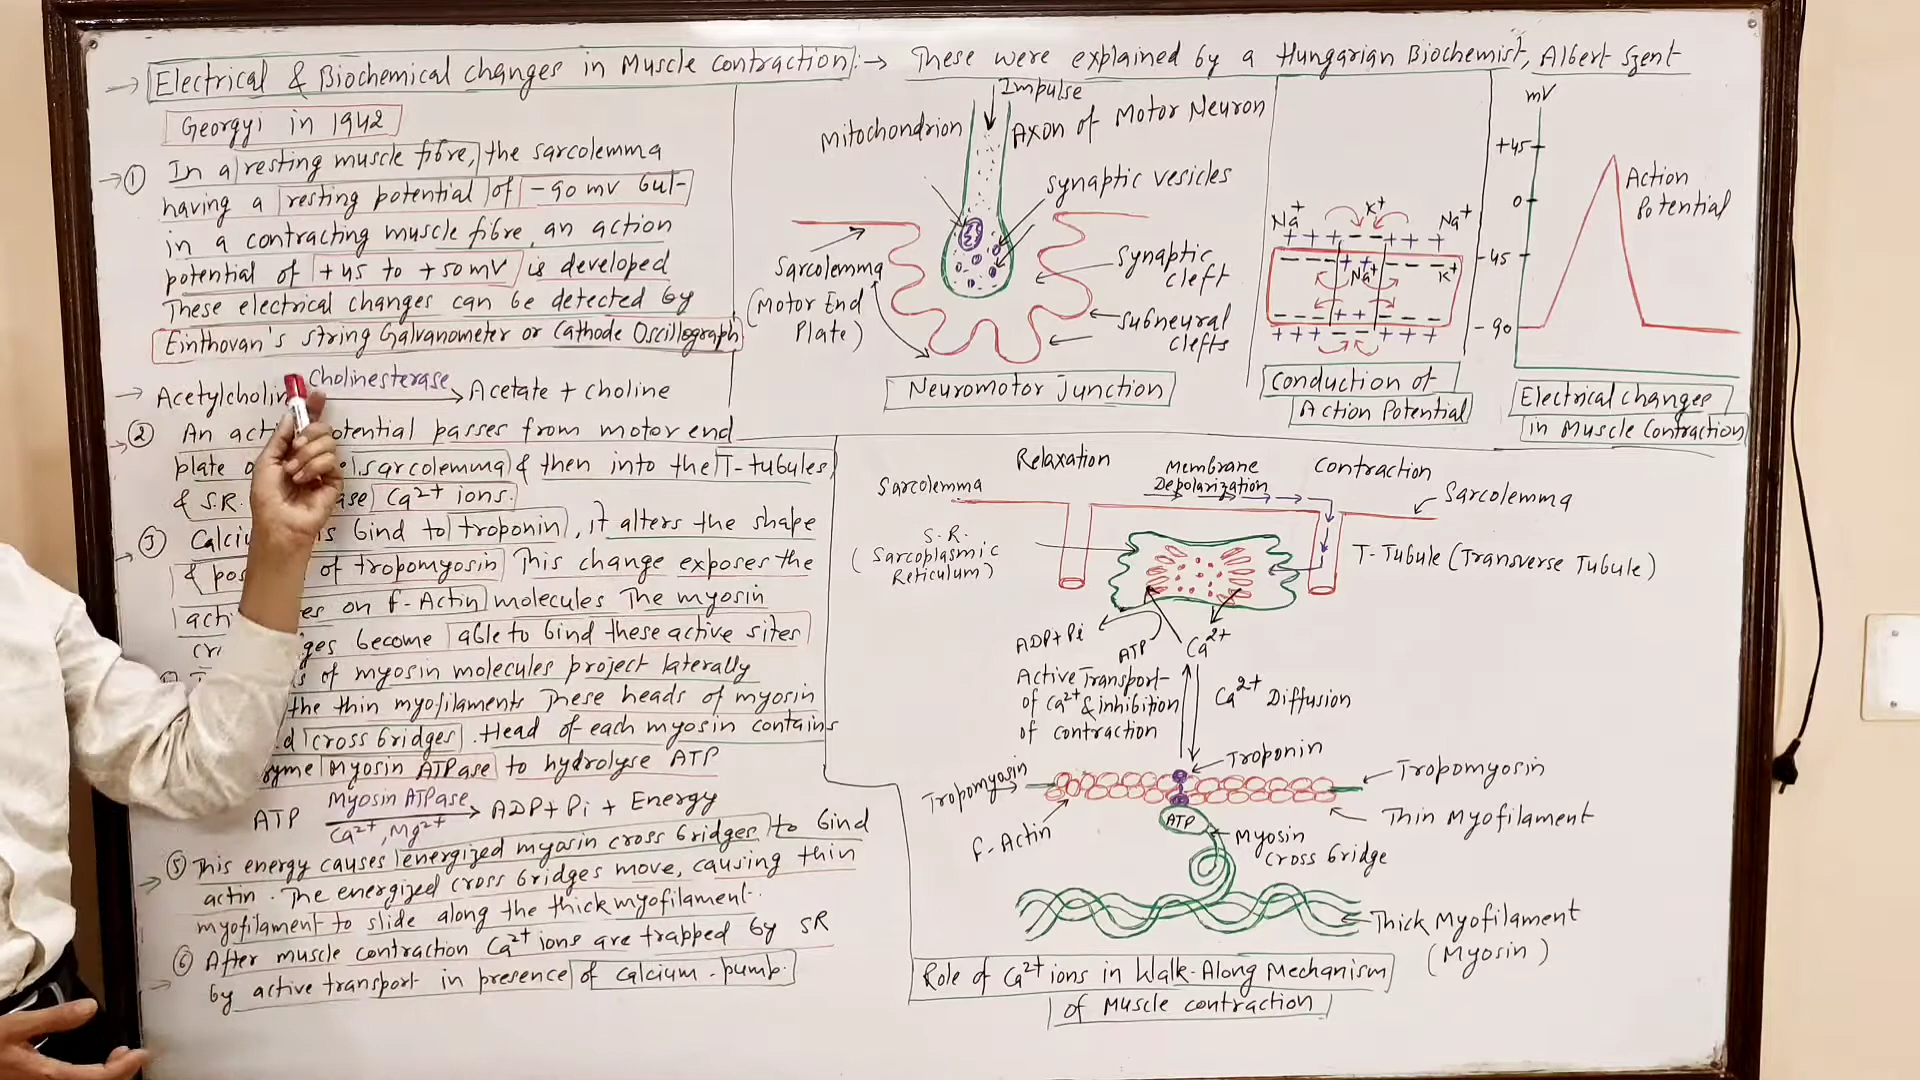 Electrical & Biochemical changes in Muscle contraction :→ These were explained by a Hungarian Biochemist, Albert Szent
Georgyi in 1942
① In a resting muscle fibre, the sarcolemma
having a resting potential of -90 mv but
in a contracting muscle fibre, an action
potential of +45 to +50mV is developed
These electrical changes can be detected by
Einthovan's string Galvanometer or Cathode Oscillograph
→ Acetylcholin Cholinesterase → Acetate + choline
② An acti otential passes from motor end
plate sarcolemma & then into the T-tubules
& S.R. ase Ca2+ ions.
③ Calciu s bind to troponin, it alters the shape
& pos of tropomyosin This change exposes the
acti es on f-Actin molecules The myosin
cr ges become able to bind these active sites
s of myosin molecules project laterally
the thin myofilaments These heads of myosin
d cross bridges. Head of each myosin contains
zyme Myosin ATPase to hydrolyse ATP
ATP Myosin ATPase → ADP + Pi + Energy
Ca2+, Mg2+
⑤ This energy causes energized myosin cross bridges to bind
actin. The energized cross bridges move, causing thin
myofilament to slide along the thick myofilament.
⑥ After muscle contraction Ca2+ ions are trapped by SR
by active transport in presence of calcium-pump.
Impulse
Mitochondrion
Axon of Motor Neuron
synaptic vesicles
Sarcolemma
(Motor End
Plate)
Synaptic
cleft
subneural
clefts
Neuromotor junction
Na+ K+ Na+
+ + + - - + + +
- - - + + - - -
Na+ K+
- - - + + - - -
+ + + - - + + +
Conduction of
Action Potential
mV
+45
0
-45
-90
Action
Potential
Electrical changes
in Muscle Contraction
Relaxation
Membrane
Depolarization
Contraction
Sarcolemma
Sarcolemma
S.R.
(Sarcoplasmic
Reticulum)
T-Tubule (Transverse Tubule)
ADP+Pi
ATP
Ca2+
Active Transport
of Ca2+ & inhibition
of contraction
Ca2+ Diffusion
Troponin
Tropomyosin
Tropomyosin
F-Actin
Thin Myofilament
ATP
Myosin
cross bridge
Thick Myofilament
(Myosin)
Role of Ca2+ ions in Walk-Along Mechanism
of Muscle contraction